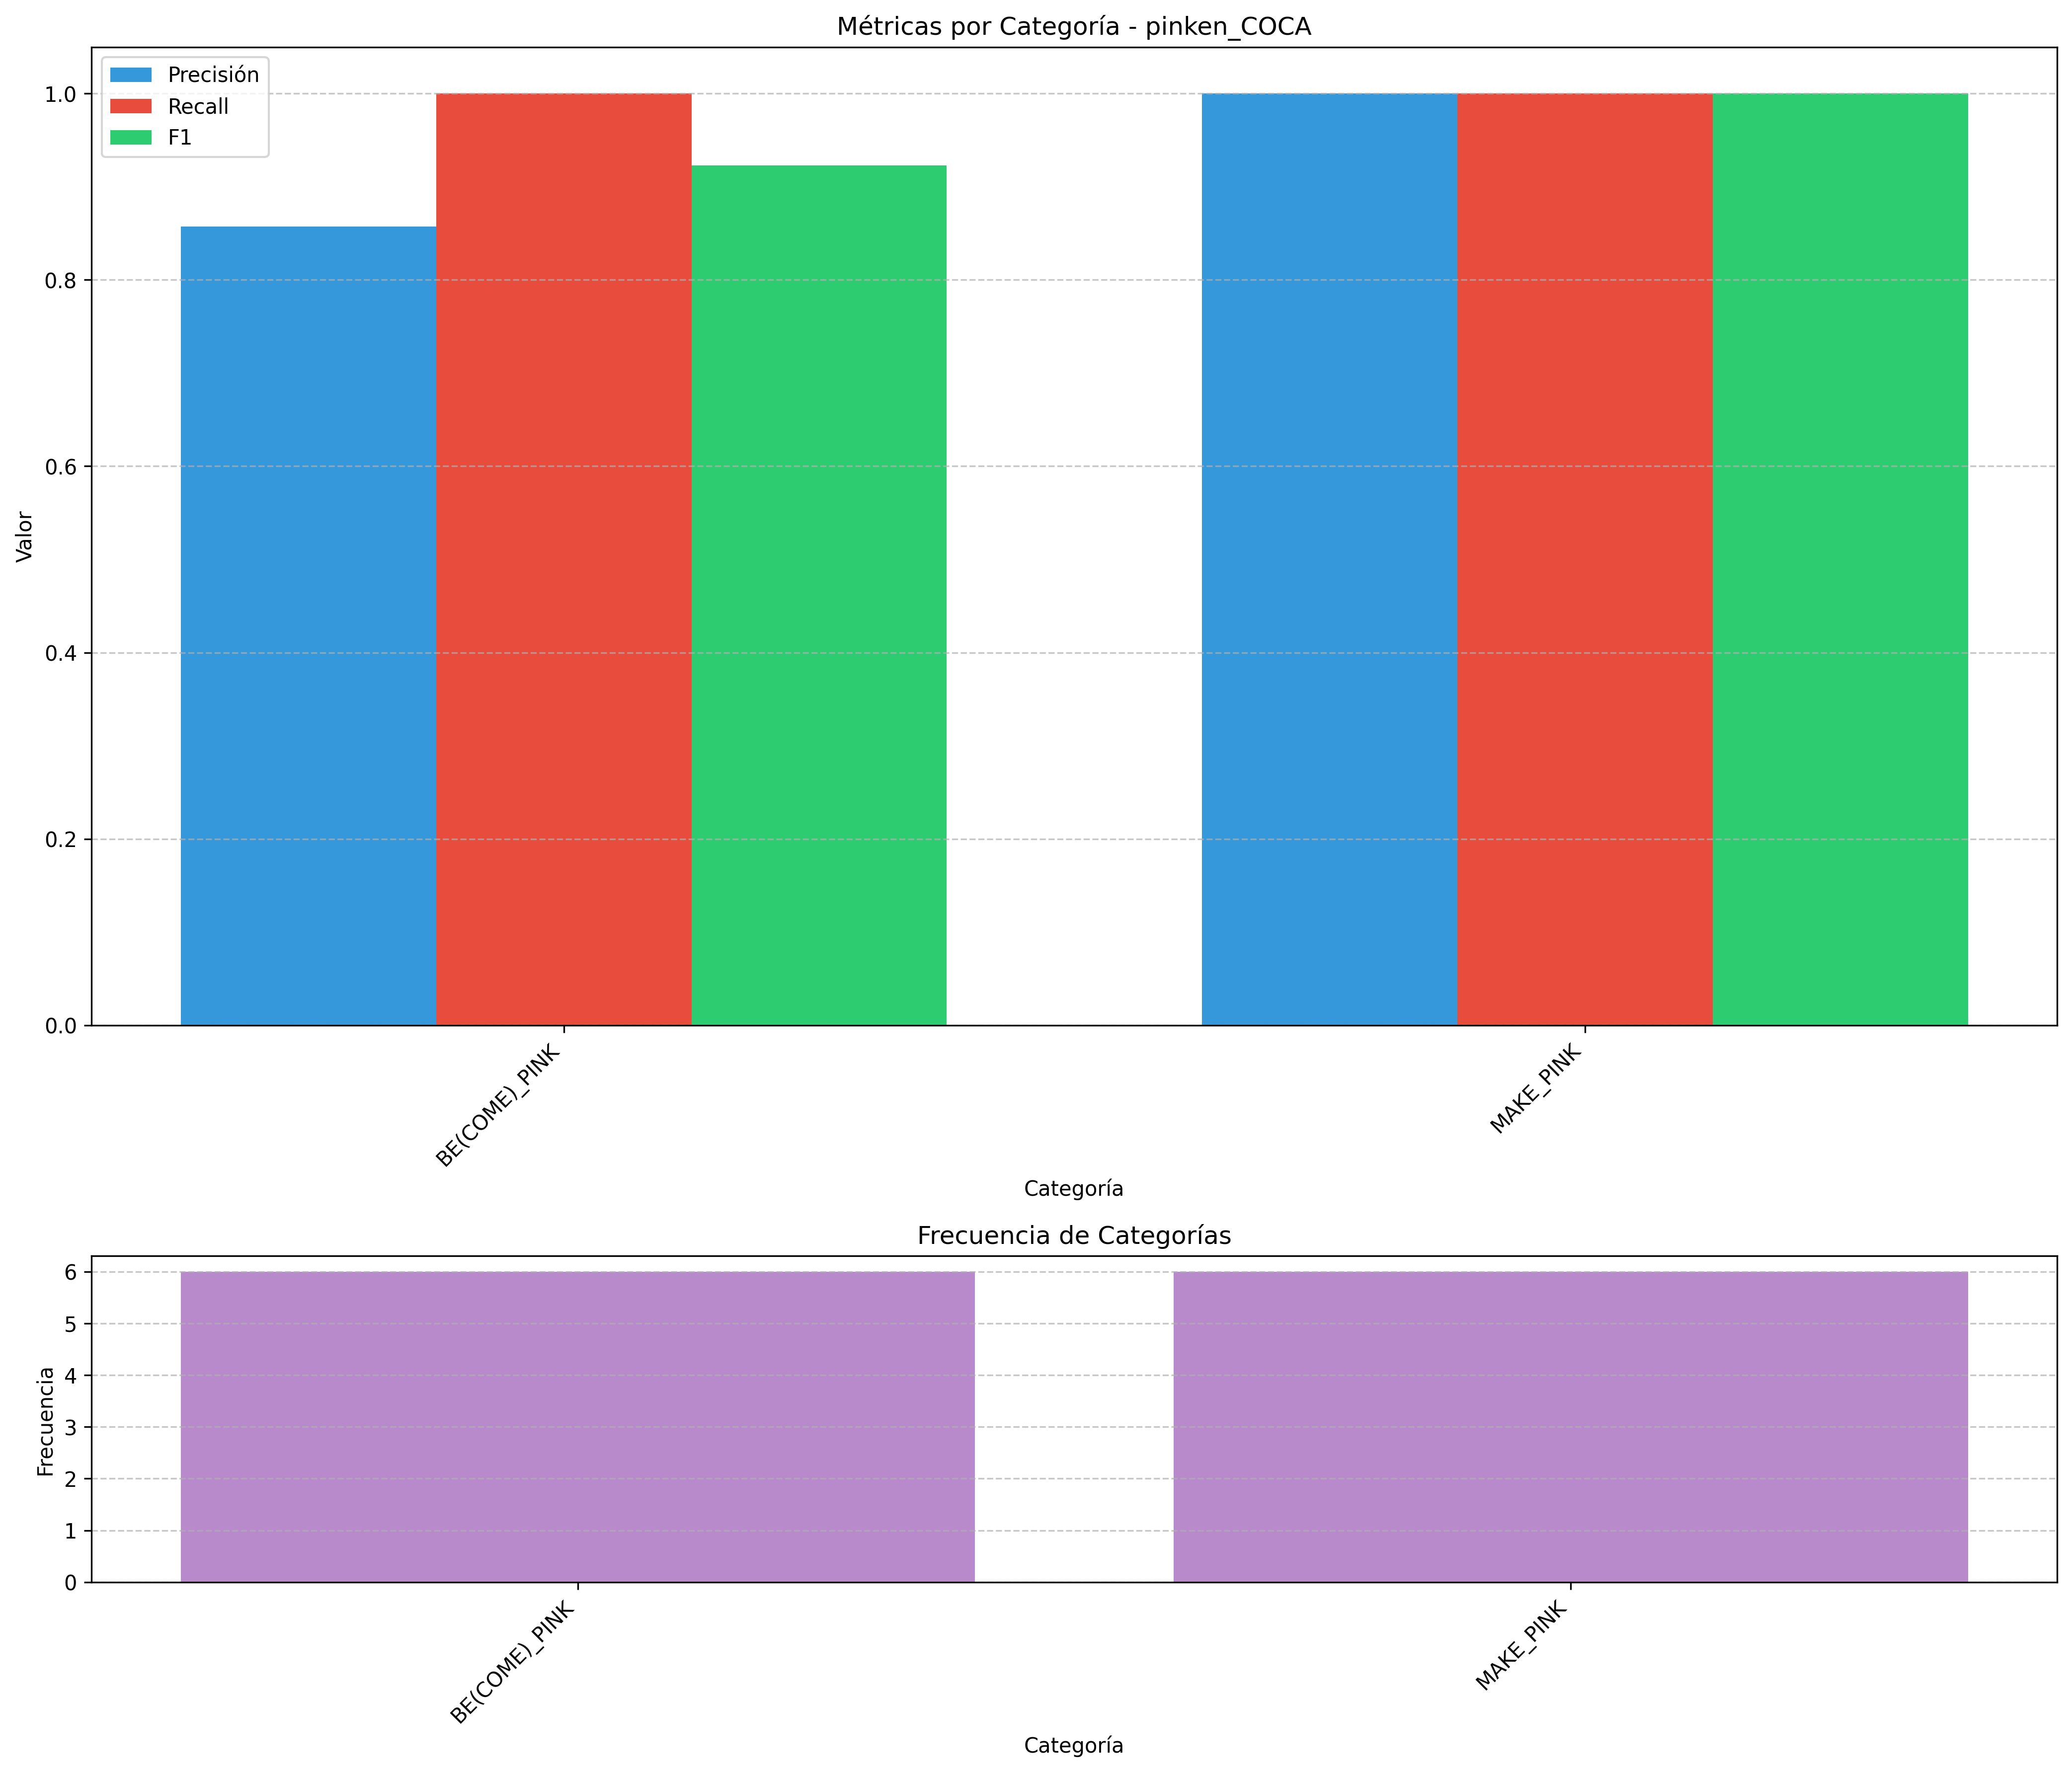 Métricas por Categoría - pinken_COCA
Precisión
Recall
F1
1.0
0.8
0.6
0.4
0.2
0.0
Valor
BE(COME)_PINK
MAKE_PINK
Categoría
Frecuencia de Categorías
6
5
4
3
2
1
0
Frecuencia
BE(COME)_PINK
MAKE_PINK
Categoría